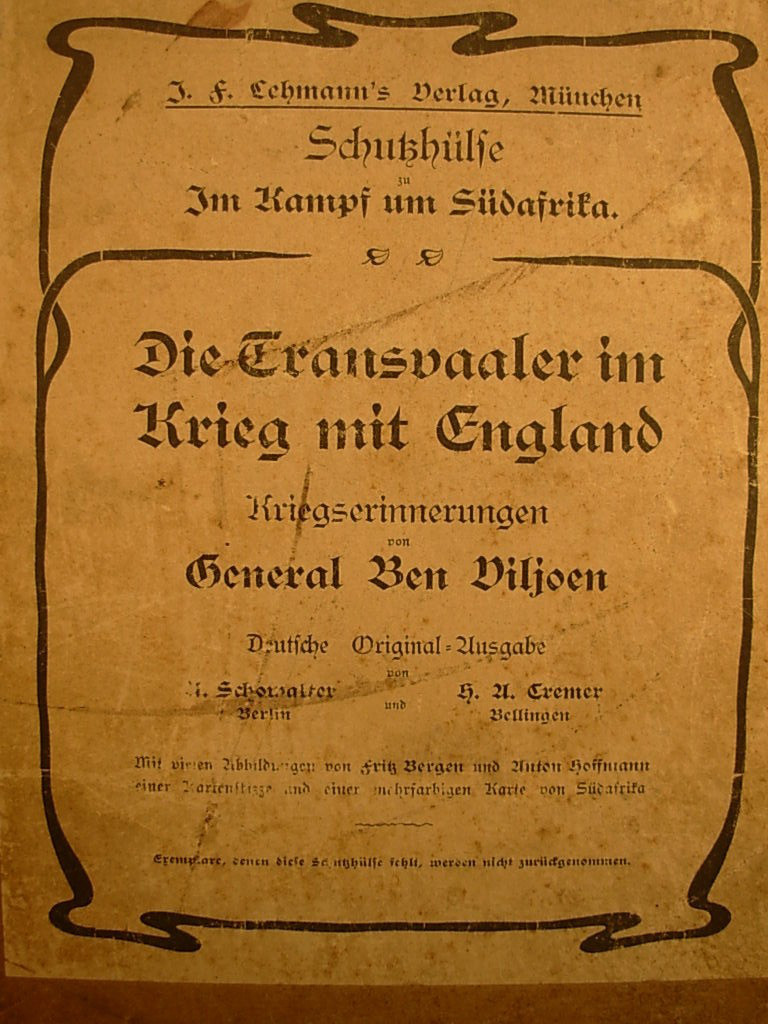 J. F. Lehmann's Verlag, München
Schutzhülse
zu
Im Kampf um Südafrika.
Die Transvaaler im
Krieg mit England
Kriegserinnerungen
von
General Ben Viljoen
Deutsche Original-Ausgabe
von
A. Schowalter und H. A. Cremer
Berlin Bellingen
Mit vielen Abbildungen von Fritz Bergen und Anton Hoffmann
einer Kartenskizze und einer mehrfarbigen Karte von Südafrika
Exemplare, denen diese Schutzhülse fehlt, werden nicht zurückgenommen.